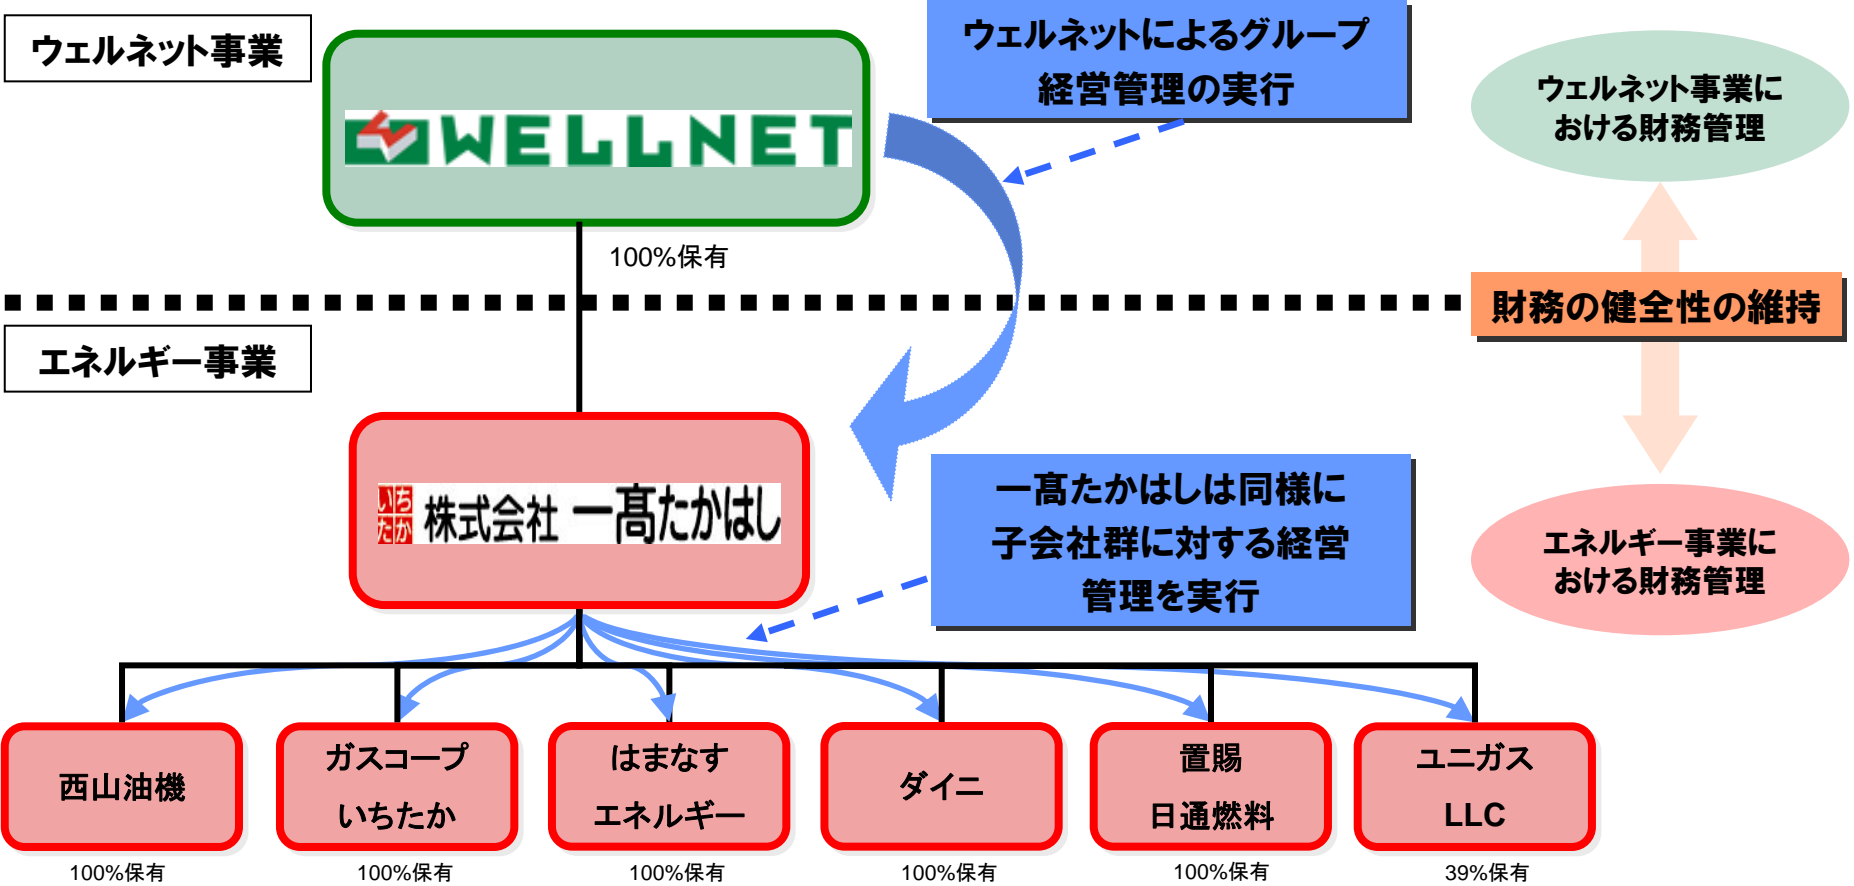 ウェルネット事業
WELLNET
ウェルネットによるグループ
経営管理の実行
ウェルネット事業に
おける財務管理
100%保有
財務の健全性の維持
エネルギー事業
いち
たか
株式会社 一髙たかはし
一髙たかはしは同様に
子会社群に対する経営
管理を実行
エネルギー事業に
おける財務管理
西山油機
ガスコープ
いちたか
はまなす
エネルギー
ダイニ
置賜
日通燃料
ユニガス
LLC
100%保有
100%保有
100%保有
100%保有
100%保有
39%保有